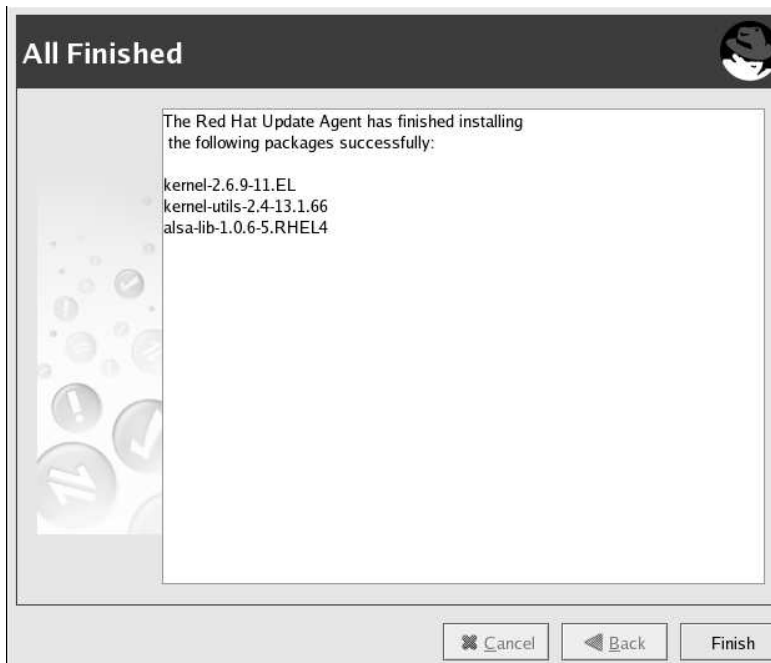 All Finished
The Red Hat Update Agent has finished installing
the following packages successfully:
kernel-2.6.9-11.EL
kernel-utils-2.4-13.1.66
alsa-lib-1.0.6-5.RHEL4
Cancel
Back
Finish